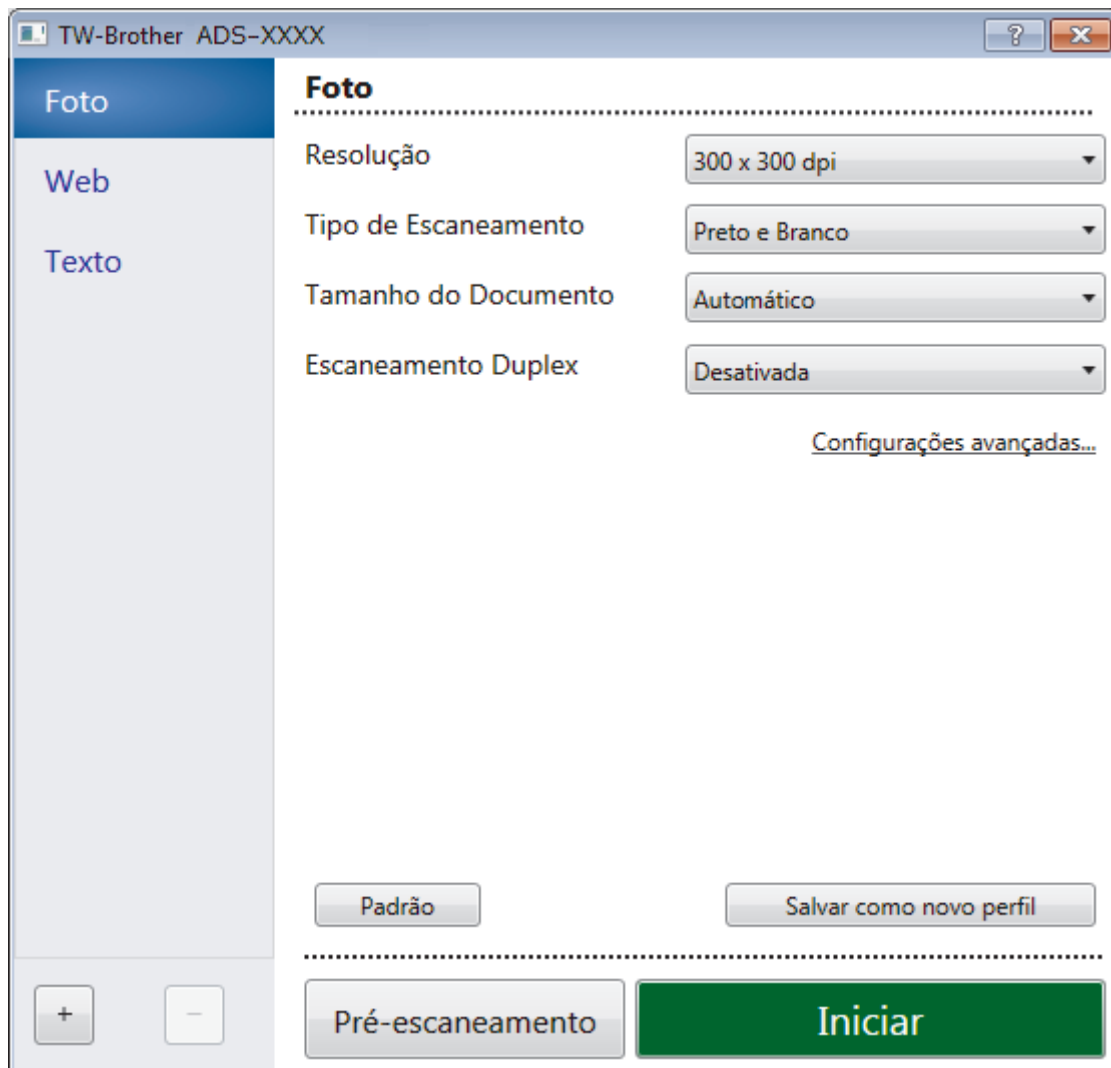 TW-Brother ADS-XXXX
?
Foto
Web
Texto
Foto
Resolução
300 x 300 dpi
Tipo de Escaneamento
Preto e Branco
Tamanho do Documento
Automático
Escaneamento Duplex
Desativada
Configurações avançadas...
Padrão
Salvar como novo perfil
+
−
Pré-escaneamento
Iniciar